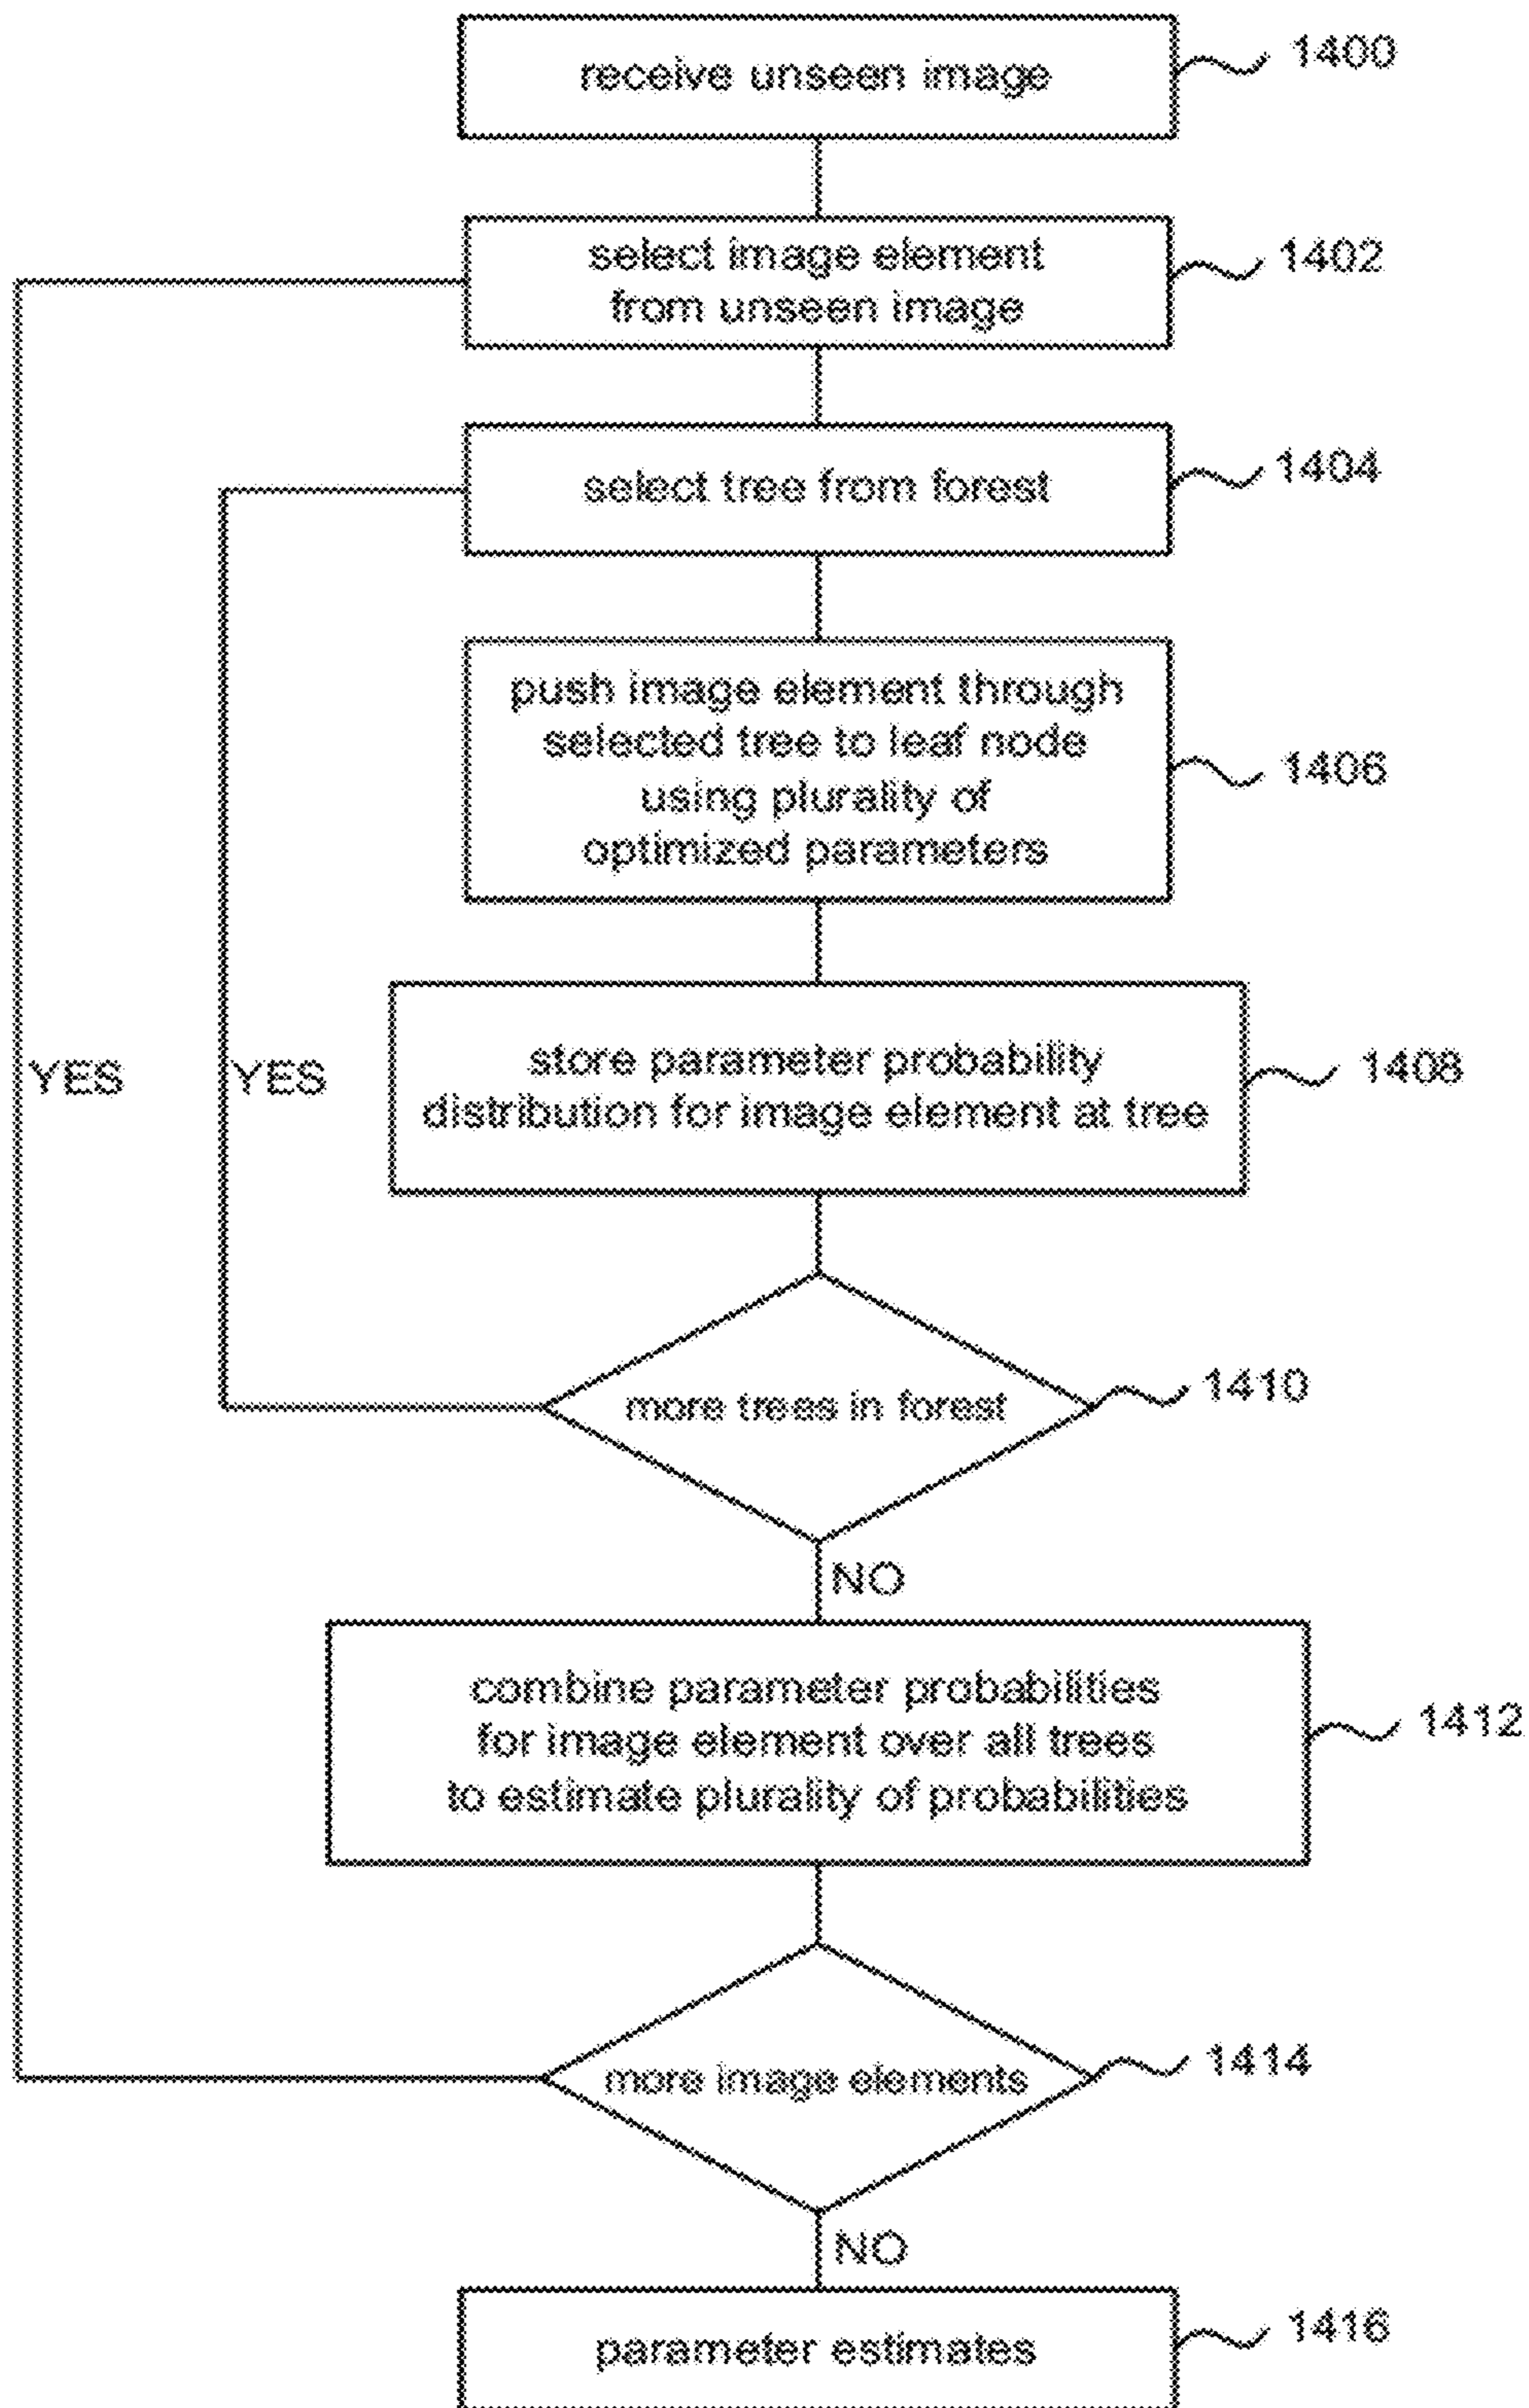 receive unseen image
1400
select image element
from unseen image
1402
select tree from forest
1404
push image element through
selected tree to leaf node
using plurality of
optimized parameters
1406
store parameter probability
distribution for image element at tree
1408
YES
YES
more trees in forest
1410
NO
combine parameter probabilities
for image element over all trees
to estimate plurality of probabilities
1412
more image elements
1414
NO
parameter estimates
1416